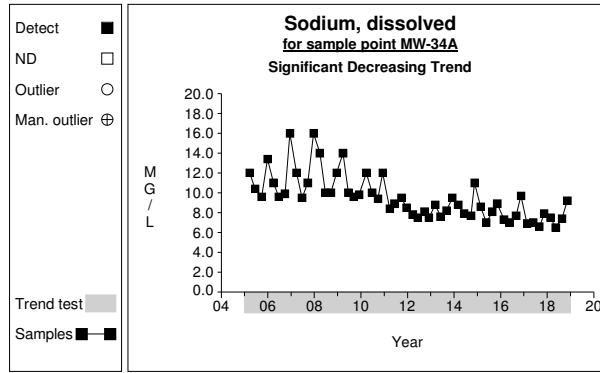 Detect
ND
Outlier
Man. outlier
Trend test
Samples
Sodium, dissolved
for sample point MW-34A
Significant Decreasing Trend
M
G
/
L
20.0
18.0
16.0
14.0
12.0
10.0
8.0
6.0
4.0
2.0
0.0
04 06 08 10 12 14 16 18 20
Year